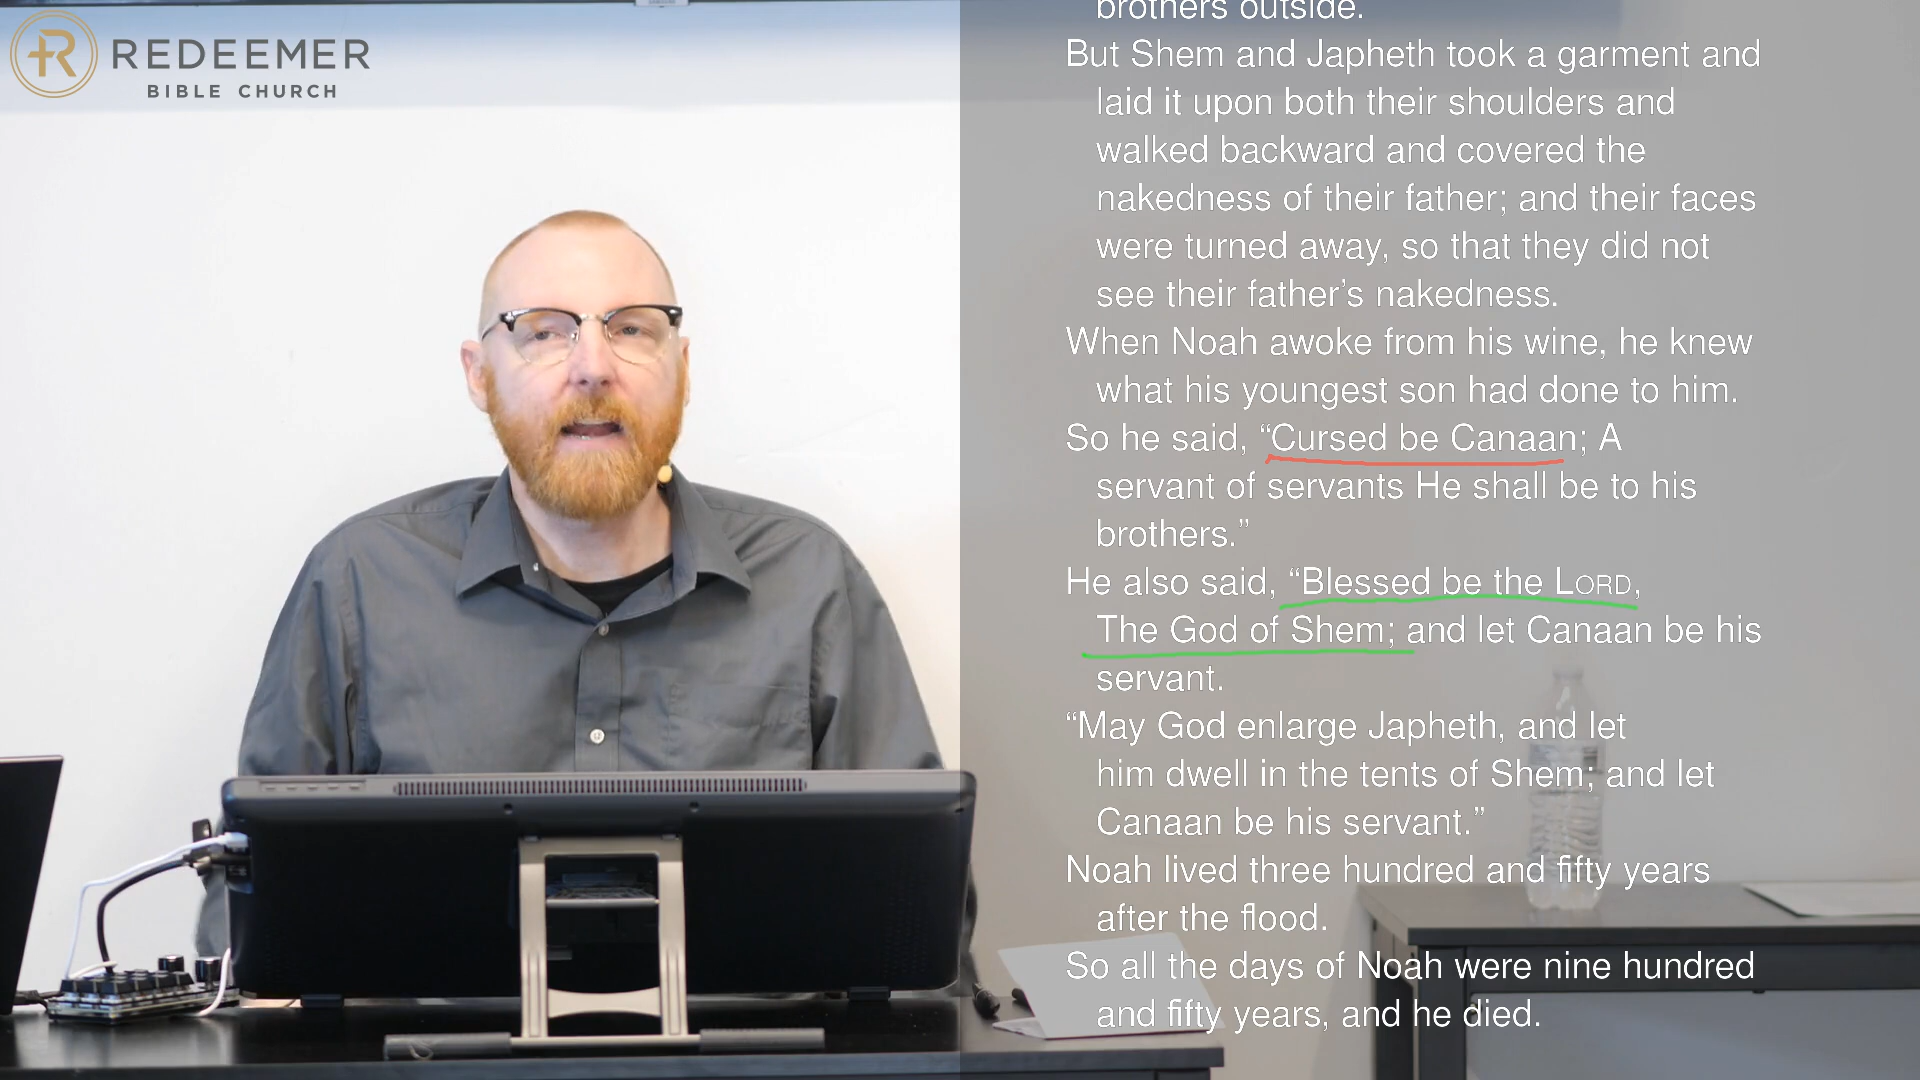 REDEEMER
BIBLE CHURCH
brothers outside.
But Shem and Japheth took a garment and
laid it upon both their shoulders and
walked backward and covered the
nakedness of their father; and their faces
were turned away, so that they did not
see their father’s nakedness.
When Noah awoke from his wine, he knew
what his youngest son had done to him.
So he said, “Cursed be Canaan; A
servant of servants He shall be to his
brothers.”
He also said, “Blessed be the LORD,
The God of Shem; and let Canaan be his
servant.
“May God enlarge Japheth, and let
him dwell in the tents of Shem; and let
Canaan be his servant.”
Noah lived three hundred and fifty years
after the flood.
So all the days of Noah were nine hundred
and fifty years, and he died.